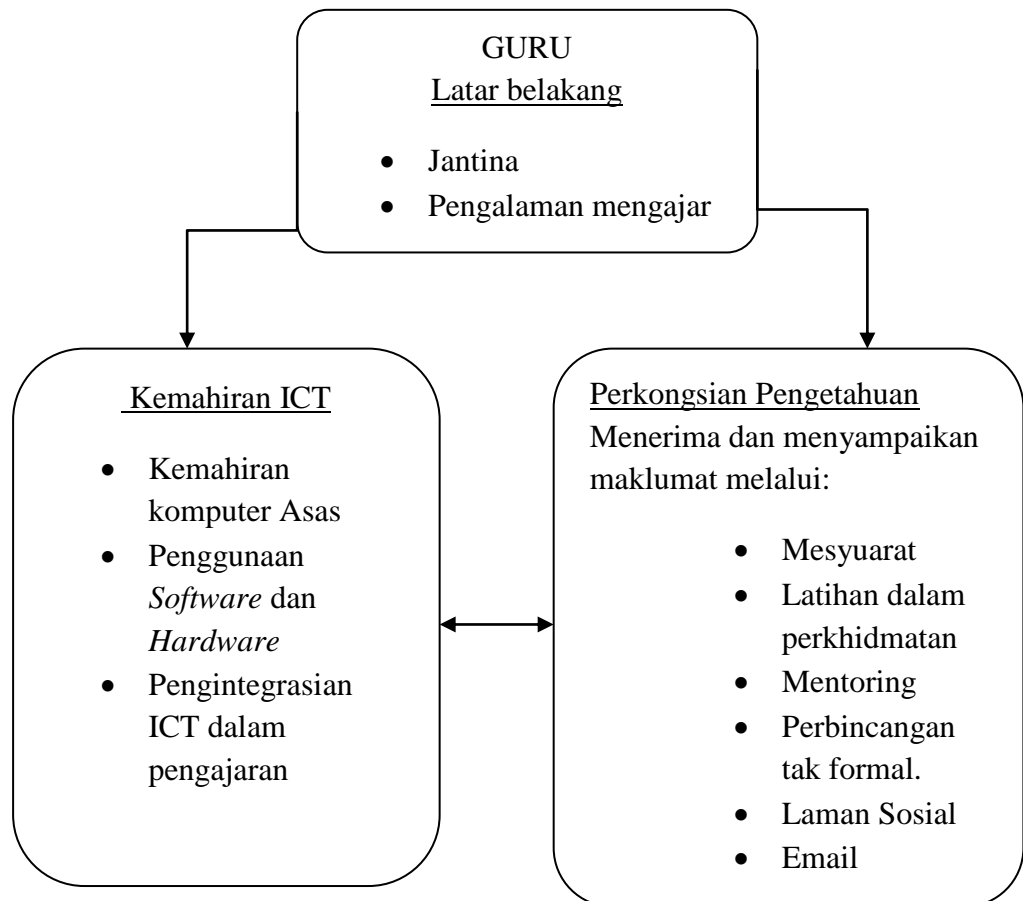 GURU
Latar belakang
• Jantina
• Pengalaman mengajar
Kemahiran ICT
• Kemahiran
komputer Asas
• Penggunaan
Software dan
Hardware
• Pengintegrasian
ICT dalam
pengajaran
Perkongsian Pengetahuan
Menerima dan menyampaikan
maklumat melalui:
• Mesyuarat
• Latihan dalam
perkhidmatan
• Mentoring
• Perbincangan
tak formal.
• Laman Sosial
• Email